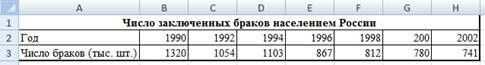 A B C D E F G H
1 Число заключенных браков населением России
2 Год 1990 1992 1994 1996 1998 200 2002
3 Число браков (тыс. шт.) 1320 1054 1103 867 812 780 741